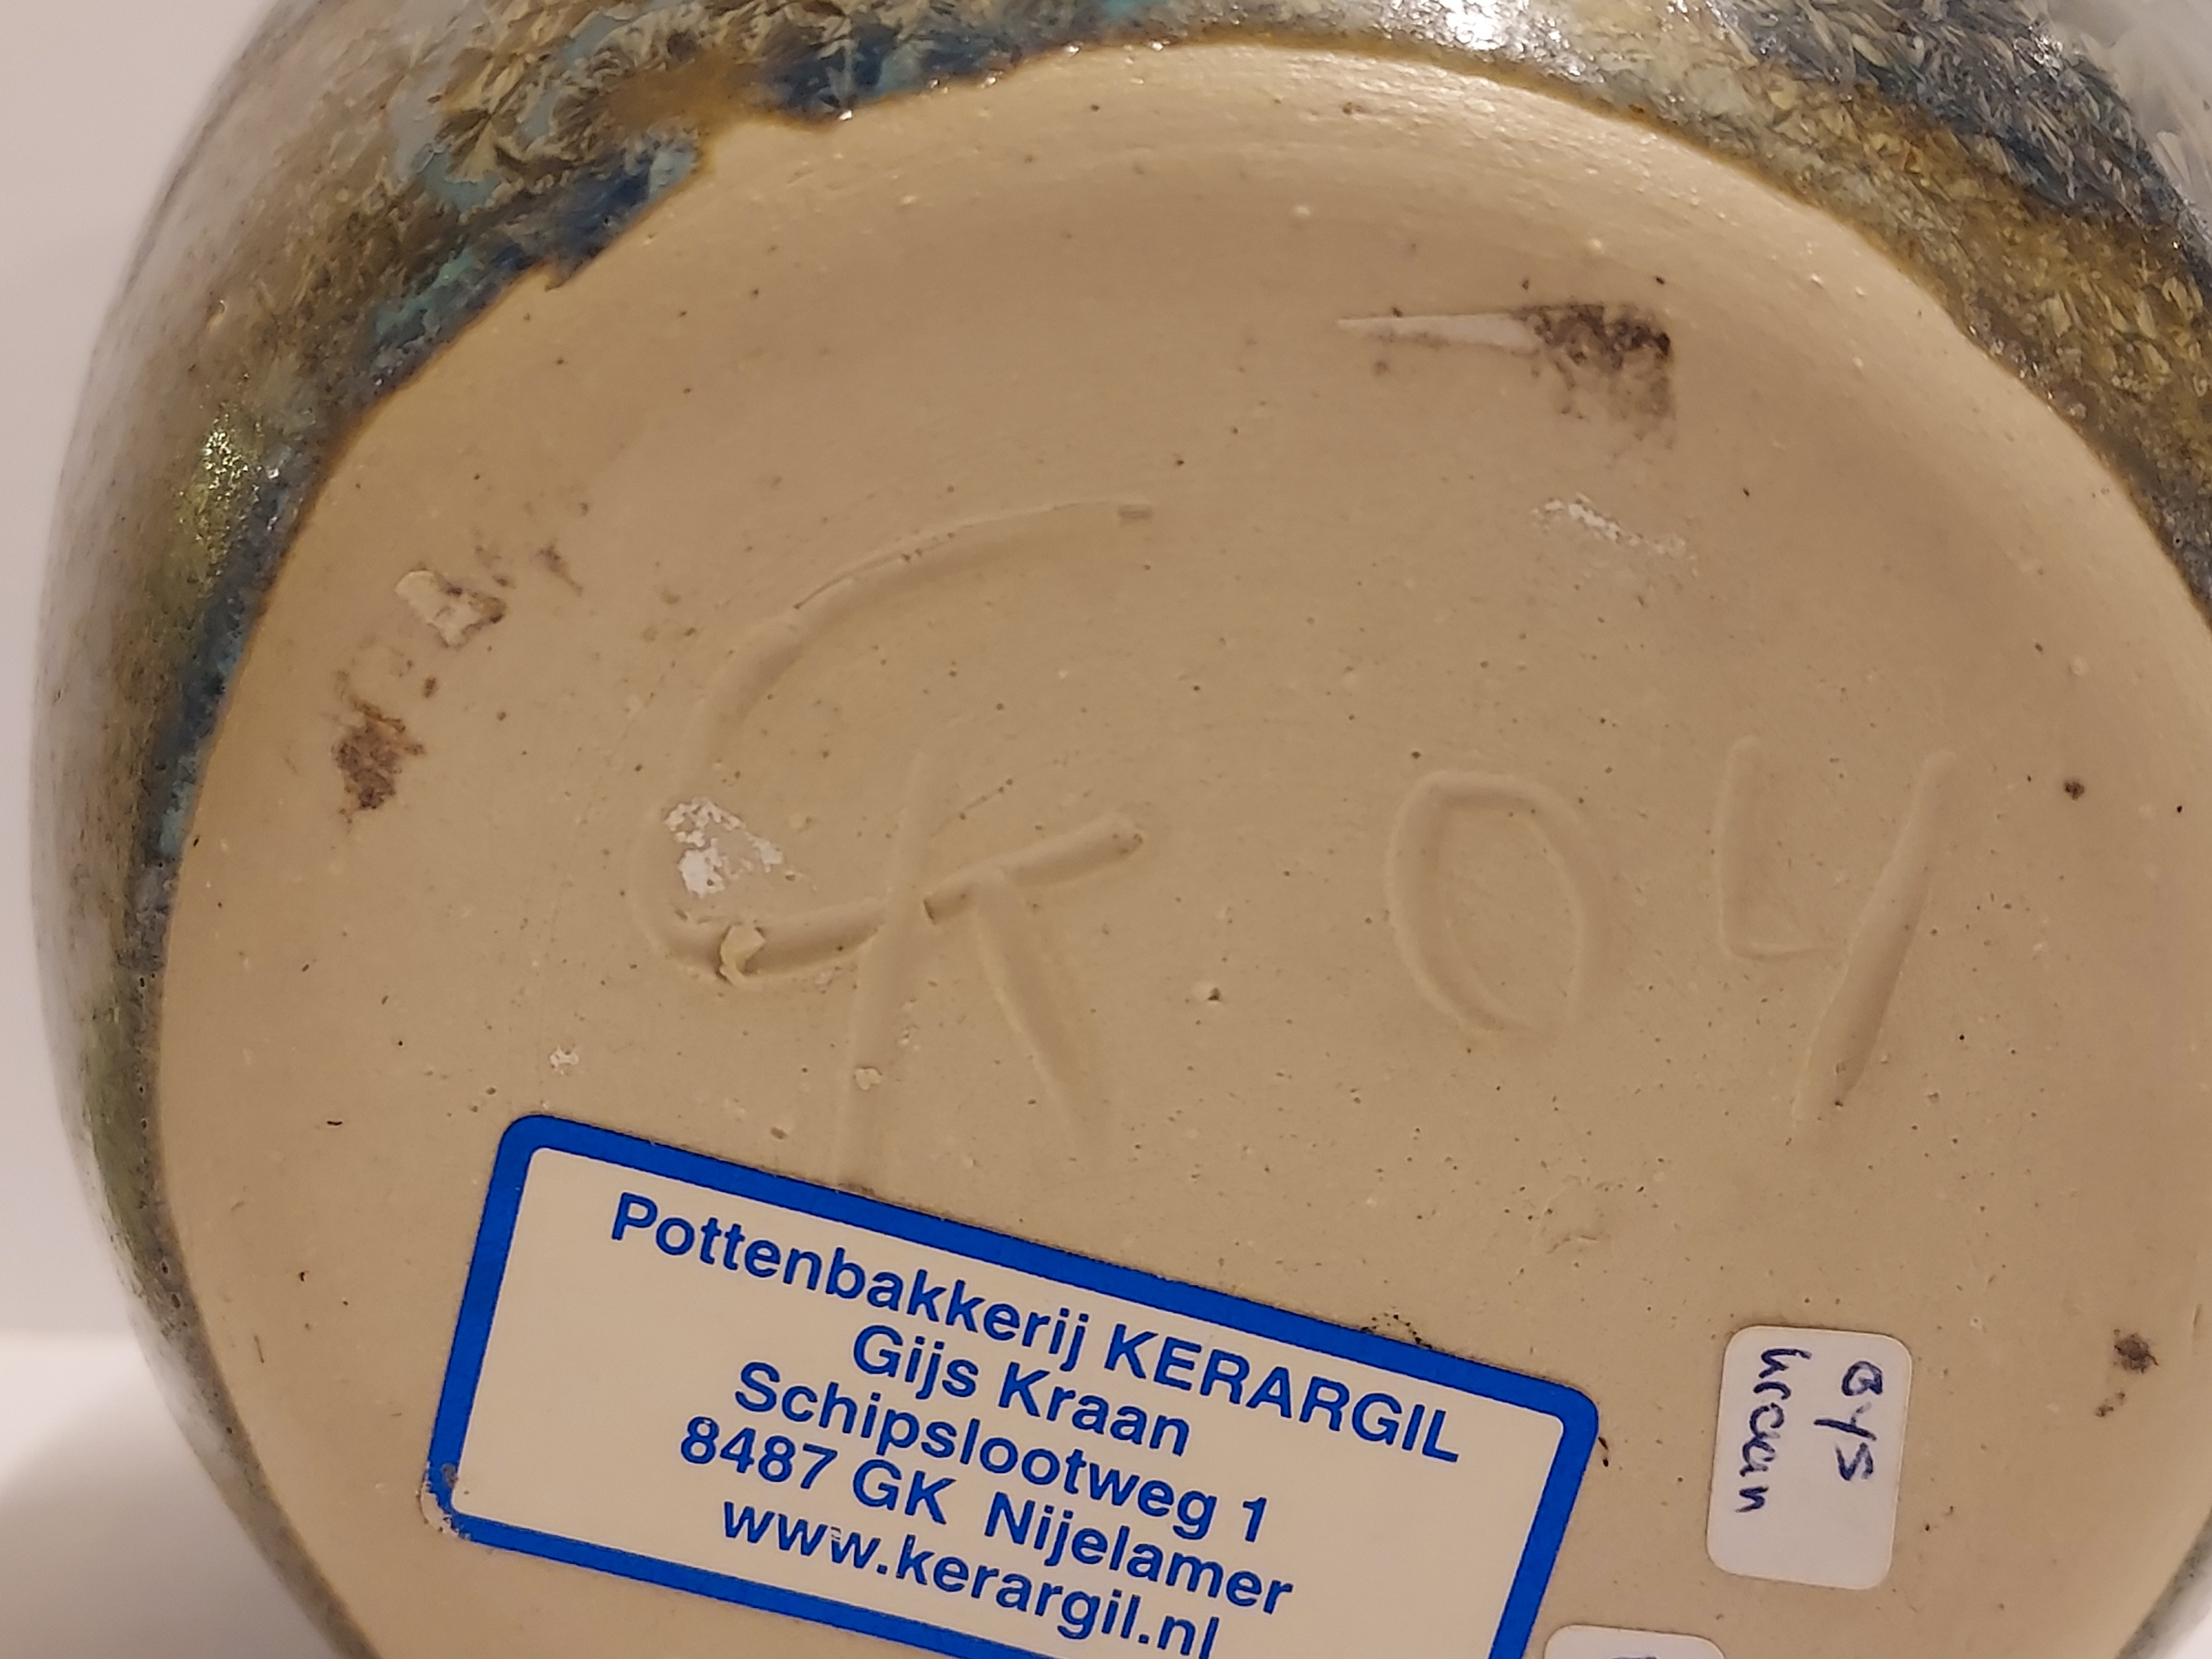 GK 04
Pottenbakkerij KERARGIL
Gijs Kraan
Schipslootweg 1
8487 GK Nijelamer
www.kerargil.nl
Gys
kraan